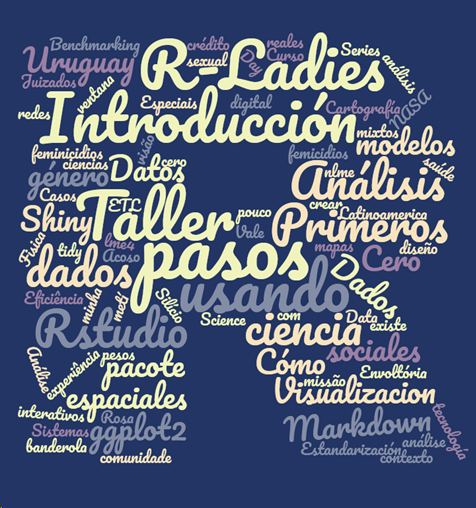 Benchmarking
crédito
reales
Uruguay
R-Ladies
Series
sexual
Day
Curso
análisis
Juizados
ventana
redes
Introducción
Especiais
digital
Cartografía
NASA
mixtos
modelos
feminicidios
visão
femicidios
ciencias
Datos
cero
género
nlme
Análisis
saúde
Casos
Taller
ETL
crear
Shiny
pouco
Primeros
Latinoamerica
Vale
Física
tidy
lme4
pasos
mapas
diseño
dados
Acoso
Cero
Dados
Eficiência
minha
metj
Silício
usando
Rstudio
Science
com
Data
existe
ciencia
sociales
Análise
experiência
pesos
pacote
Cómo
Envoltória
missão
espaciales
Visualizacion
interativos
Rosa
Markdown
tecnología
Sistemas
ggplot2
banderola
análise
Estandarización
comunidade
contexto